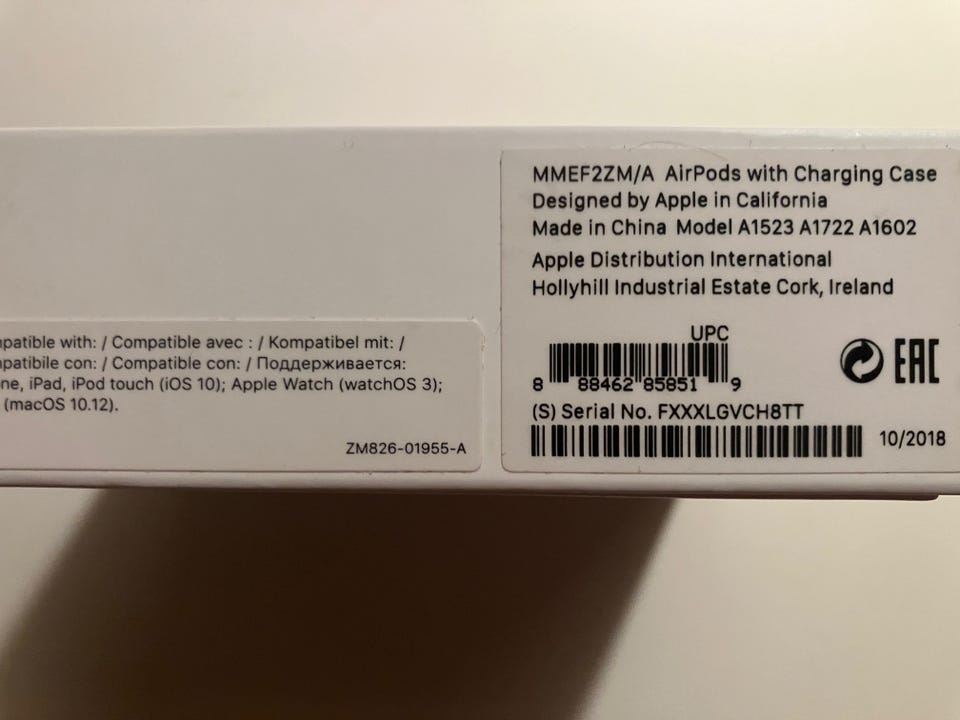 MMEF2ZM/A AirPods with Charging Case
Designed by Apple in California
Made in China Model A1523 A1722 A1602
Apple Distribution International
Hollyhill Industrial Estate Cork, Ireland
UPC
8 88462 85851 9
EAC
(S) Serial No. FXXXLGVCH8TT
10/2018
with: / Compatible avec : / Kompatibel mit: /
con: / Compatible con: / Поддерживается:
iPad, iPod touch (iOS 10); Apple Watch (watchOS 3);
(macOS 10.12).
ZM826-01955-A